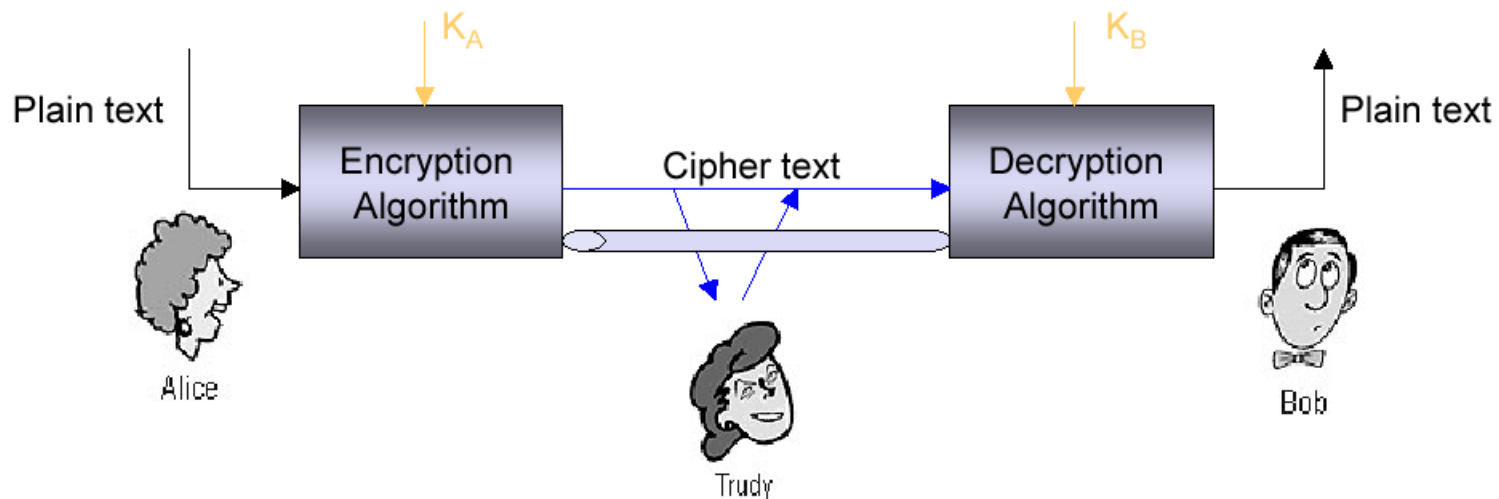 K_A
K_B
Plain text
Plain text
Encryption
Algorithm
Cipher text
Decryption
Algorithm
Alice
Bob
Trudy